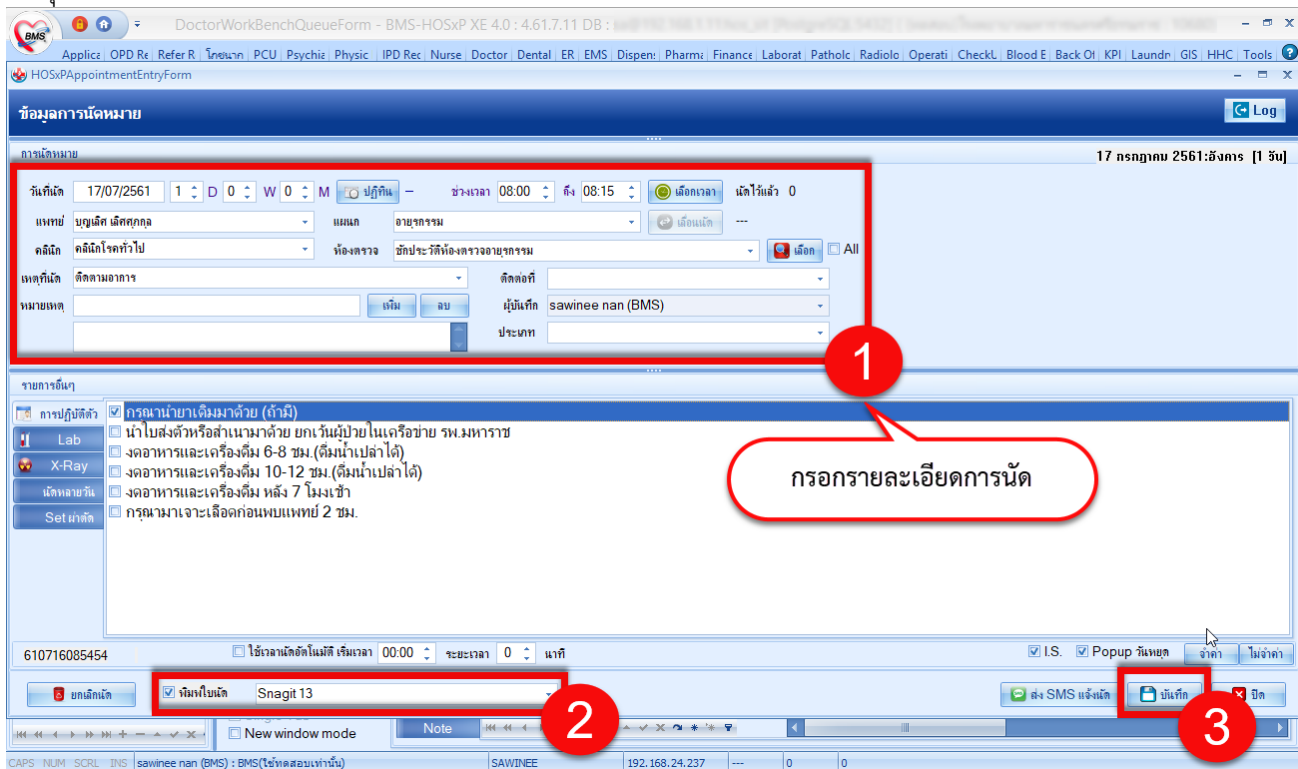 DoctorWorkBenchQueueForm - BMS-HOSxP XE 4.0 : 4.61.7.11 DB :
BMS
Applica OPD Re Refer R โภชนาก PCU Psychia Physic IPD Rec Nurse Doctor Dental ER EMS Dispen: Pharma Finance Laborat Patholc Radiolo Operati CheckU Blood E Back Of KPI Laundr GIS HHC Tools
HOSxPAppointmentEntryForm
ข้อมูลการนัดหมาย Log
การนัดหมาย 17 กรกฎาคม 2561:อังคาร [1 วัน]
วันที่นัด 17/07/2561 1 D 0 W 0 M ปฏิทิน – ช่วงเวลา 08:00 ถึง 08:15 เลือกเวลา นัดไว้แล้ว 0
แพทย์ บุญเลิศ เลิศศุภกุล แผนก อายุรกรรม เลื่อนนัด ---
คลินิก คลินิกโรคทั่วไป ห้องตรวจ ซักประวัติห้องตรวจอายุรกรรม เลือก All
เหตุที่นัด ติดตามอาการ ติดต่อที่
หมายเหตุ เพิ่ม ลบ ผู้บันทึก sawinee nan (BMS)
ประเภท
1
รายการอื่นๆ
การปฏิบัติตัว กรุณานำยาเดิมมาด้วย (ถ้ามี)
นำใบส่งตัวหรือสำเนามาด้วย ยกเว้นผู้ป่วยในเครือข่าย รพ.มหาราช
Lab งดอาหารและเครื่องดื่ม 6-8 ชม.(ดื่มน้ำเปล่าได้)
X-Ray งดอาหารและเครื่องดื่ม 10-12 ชม.(ดื่มน้ำเปล่าได้)
นัดหลายวัน งดอาหารและเครื่องดื่ม หลัง 7 โมงเช้า
Set ผ่าตัด กรุณามาเจาะเลือดก่อนพบแพทย์ 2 ชม.
กรอกรายละเอียดการนัด
610716085454 ใช้เวลานัดอัตโนมัติ เริ่มเวลา 00:00 ระยะเวลา 0 นาที I.S. Popup วันหยุด จำค่า ไม่จำค่า
ยกเลิกนัด พิมพ์ใบนัด Snagit 13 2 ส่ง SMS แจ้งนัด บันทึก ปิด
3
New window mode Note
CAPS NUM SCRL INS sawinee nan (BMS) : BMS(ใช้ทดสอบเท่านั้น) SAWINEE 192.168.24.237 --- 0 0